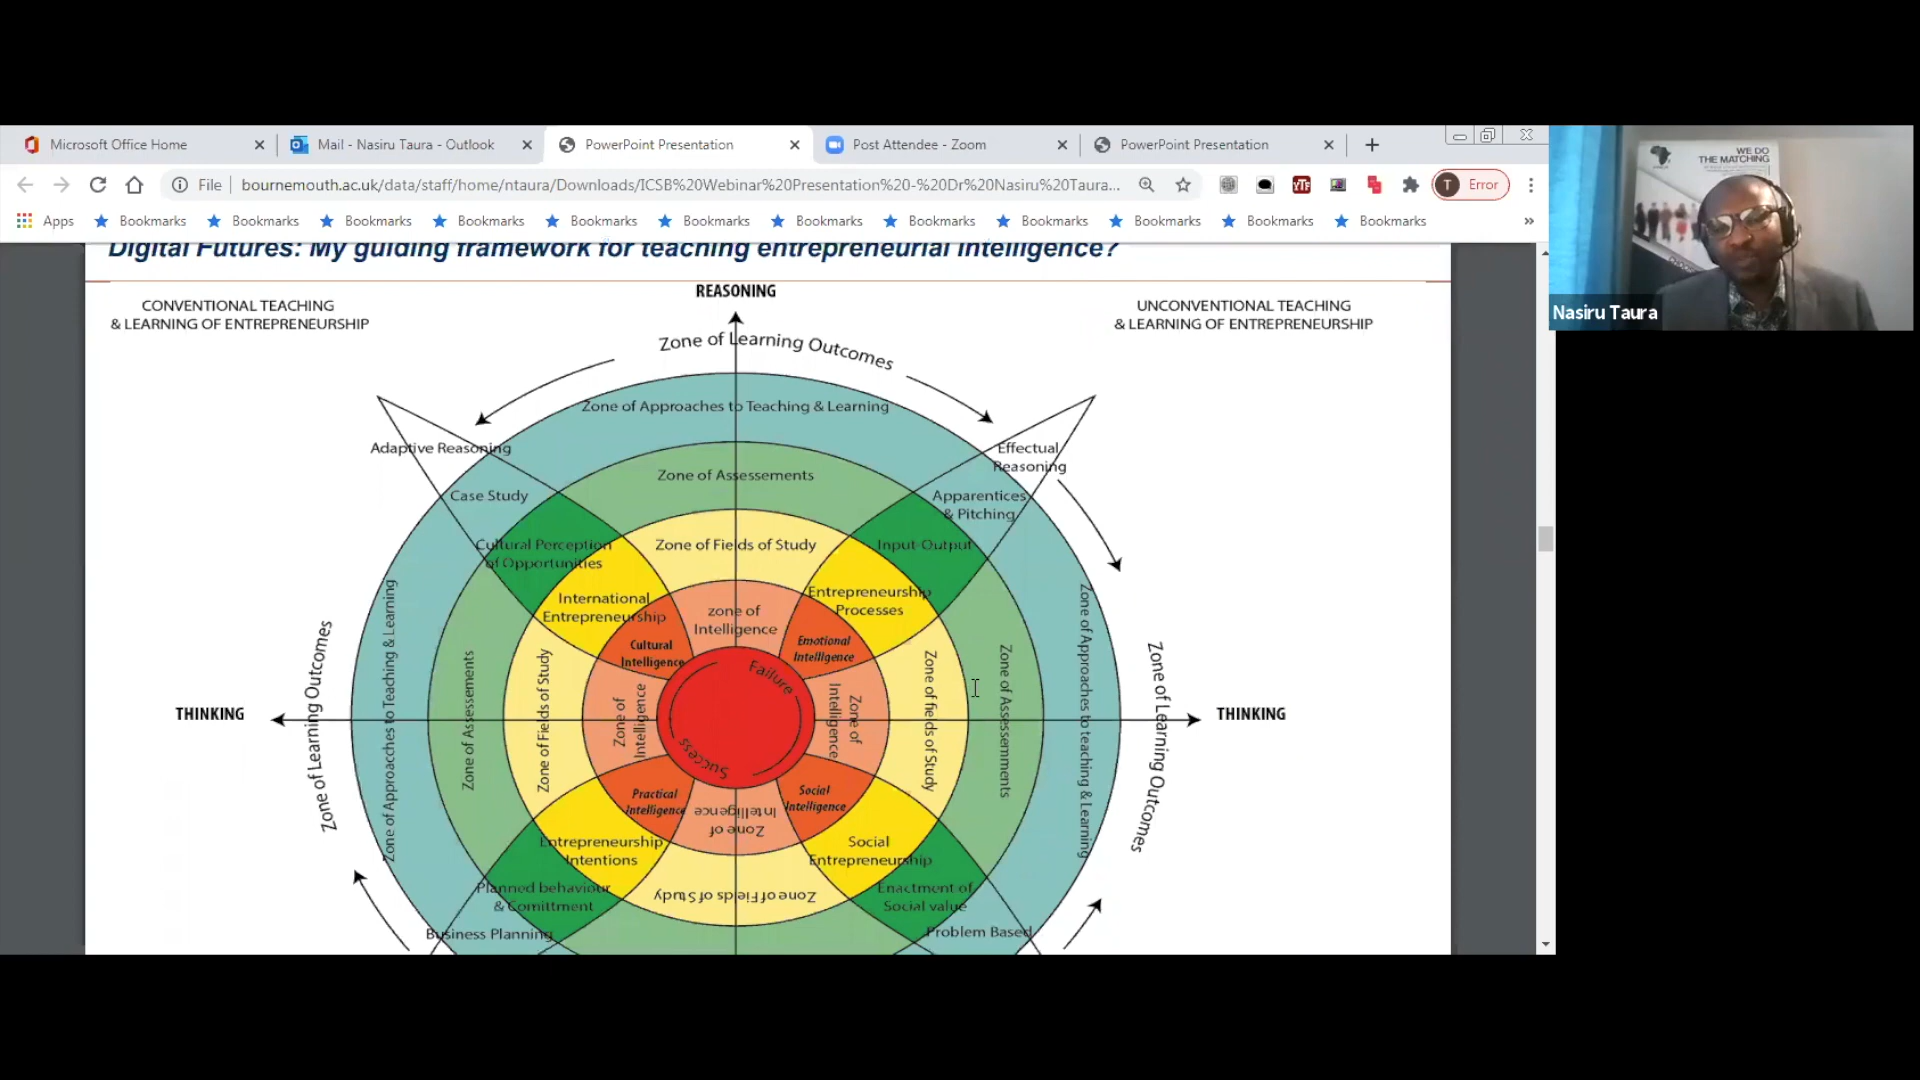 Microsoft Office Home
Mail - Nasiru Taura - Outlook
PowerPoint Presentation
Post Attendee - Zoom
PowerPoint Presentation
File
bournemouth.ac.uk/data/staff/home/ntaura/Downloads/ICSB%20Webinar%20Presentation%20-%20Dr%20Nasiru%20Taura...
T Error
Apps
Bookmarks
Bookmarks
Bookmarks
Bookmarks
Bookmarks
Bookmarks
Bookmarks
Bookmarks
Bookmarks
Bookmarks
Bookmarks
Bookmarks
»
WE DO
THE MATCHING
Nasiru Taura
Digital Futures: My guiding framework for teaching entrepreneurial intelligence?
CONVENTIONAL TEACHING
& LEARNING OF ENTREPRENEURSHIP
REASONING
UNCONVENTIONAL TEACHING
& LEARNING OF ENTREPRENEURSHIP
Zone of Learning Outcomes
Zone of Approaches to Teaching & Learning
Adaptive Reasoning
Effectual
Reasoning
Case Study
Zone of Assessements
Apparentices
& Pitching
Cultural Perception
of Opportunities
Zone of Fields of Study
Input-Output
International
Entrepreneurship
zone of
Intelligence
Entrepreneurship
Processes
Cultural
Intelligence
Emotional
Intelligence
Failure
Success
THINKING
Zone of Learning Outcomes
Zone of Approaches to Teaching & Learning
Zone of Assessments
Zone of Fields of Study
Zone of
Intelligence
Zone of
Intelligence
Zone of fields of Study
Zone of Assessemnents
Zone of Approaches to teaching & Learning
Zone of Learning Outcomes
THINKING
Practical
Intelligence
Zone of
Intelligence
Social
Intelligence
Entrepreneurship
Intentions
Social
Entrepreneurship
Planned behaviour
& Comittment
Zone of Fields of Study
Enactment of
Social value
Business Planning
Problem Based